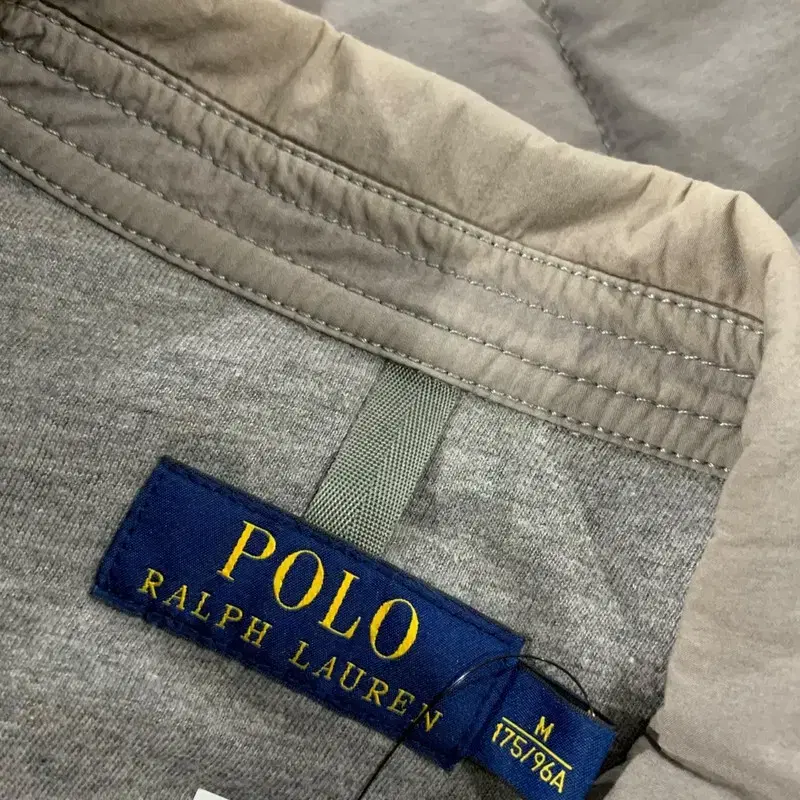 POLO
RALPH LAUREN
M
175/96A